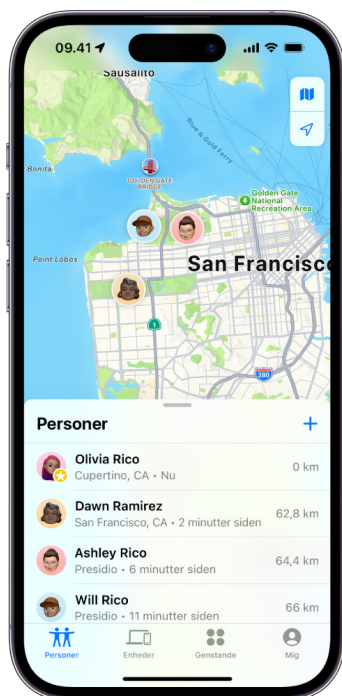 09.41
Sausalito
Blue & Gold Ferry
Bonita
GOLDEN GATE
BRIDGE
Golden Gate
National
Recreation Area
Point Lobos
San Francisco
1
280
Personer
Olivia Rico
Cupertino, CA • Nu
0 km
Dawn Ramirez
San Francisco, CA • 2 minutter siden
62,8 km
Ashley Rico
Presidio • 6 minutter siden
64,4 km
Will Rico
Presidio • 11 minutter siden
66 km
Personer
Enheder
Genstande
Mig